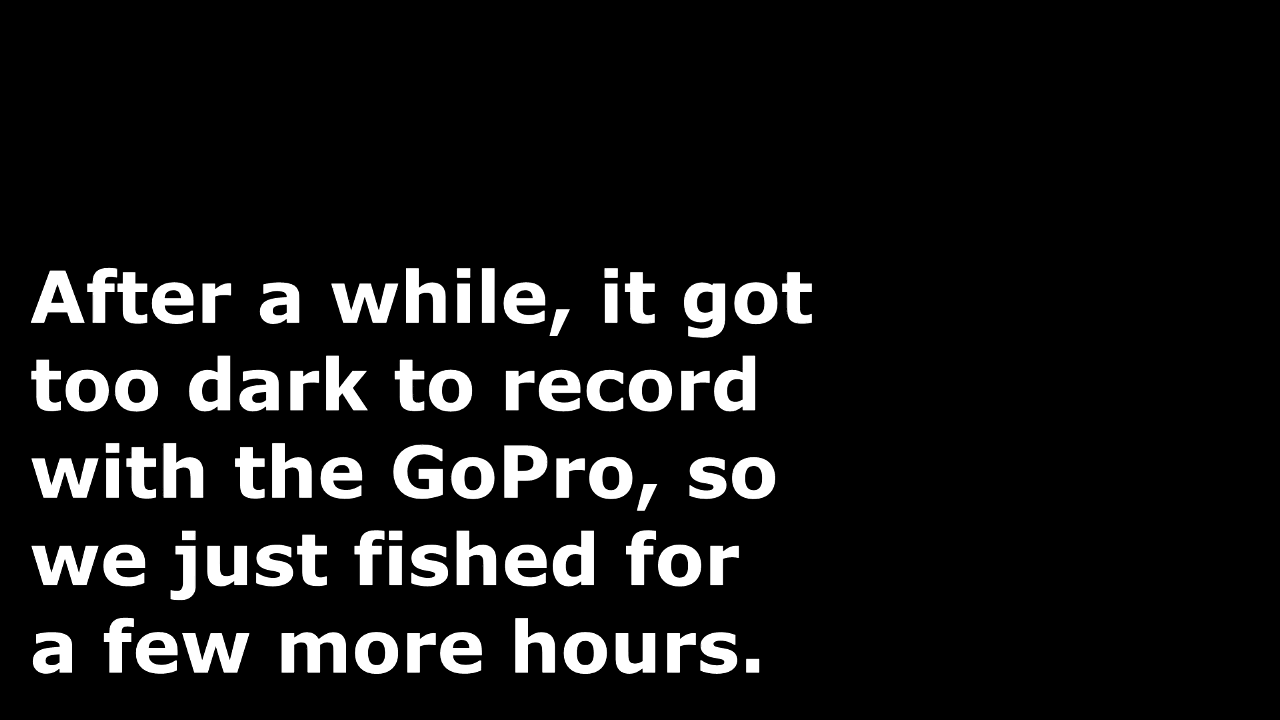 After a while, it got
too dark to record
with the GoPro, so
we just fished for
a few more hours.